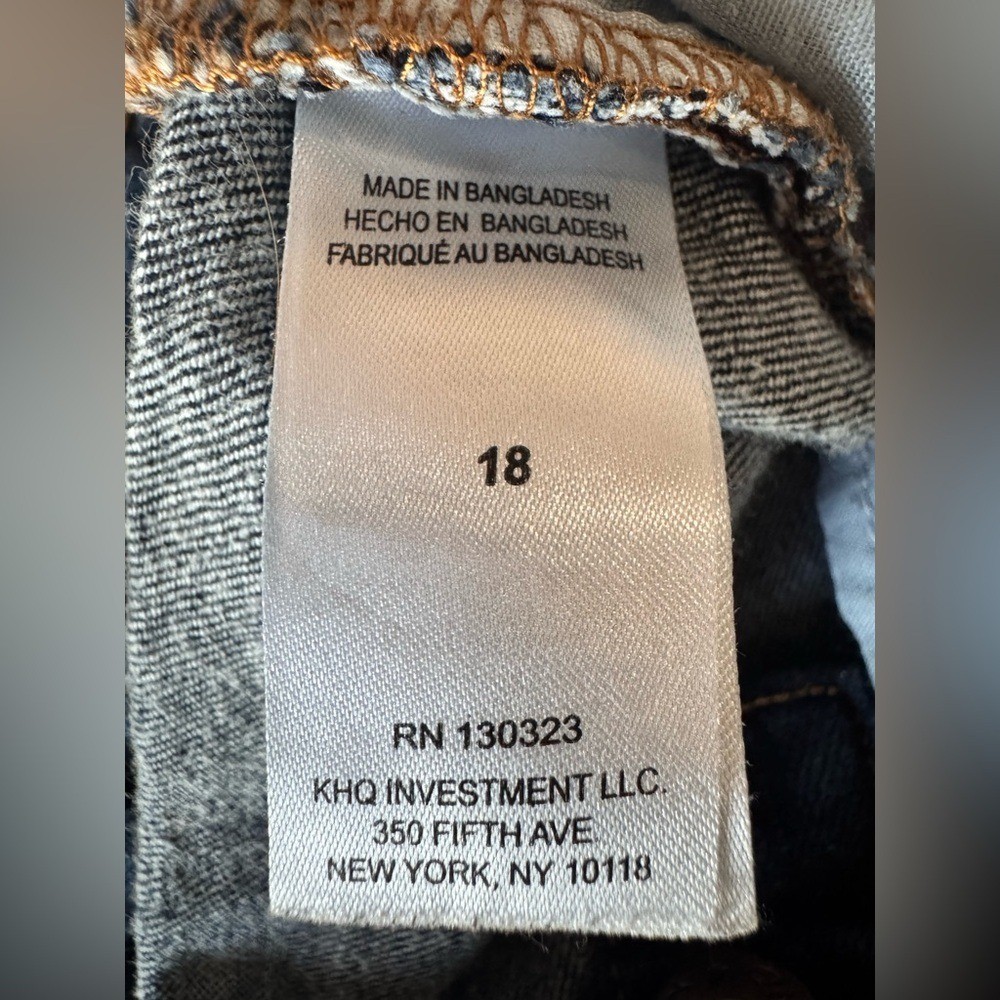 MADE IN BANGLADESH
HECHO EN BANGLADESH
FABRIQUÉ AU BANGLADESH
18
RN 130323
KHQ INVESTMENT LLC.
350 FIFTH AVE
NEW YORK, NY 10118